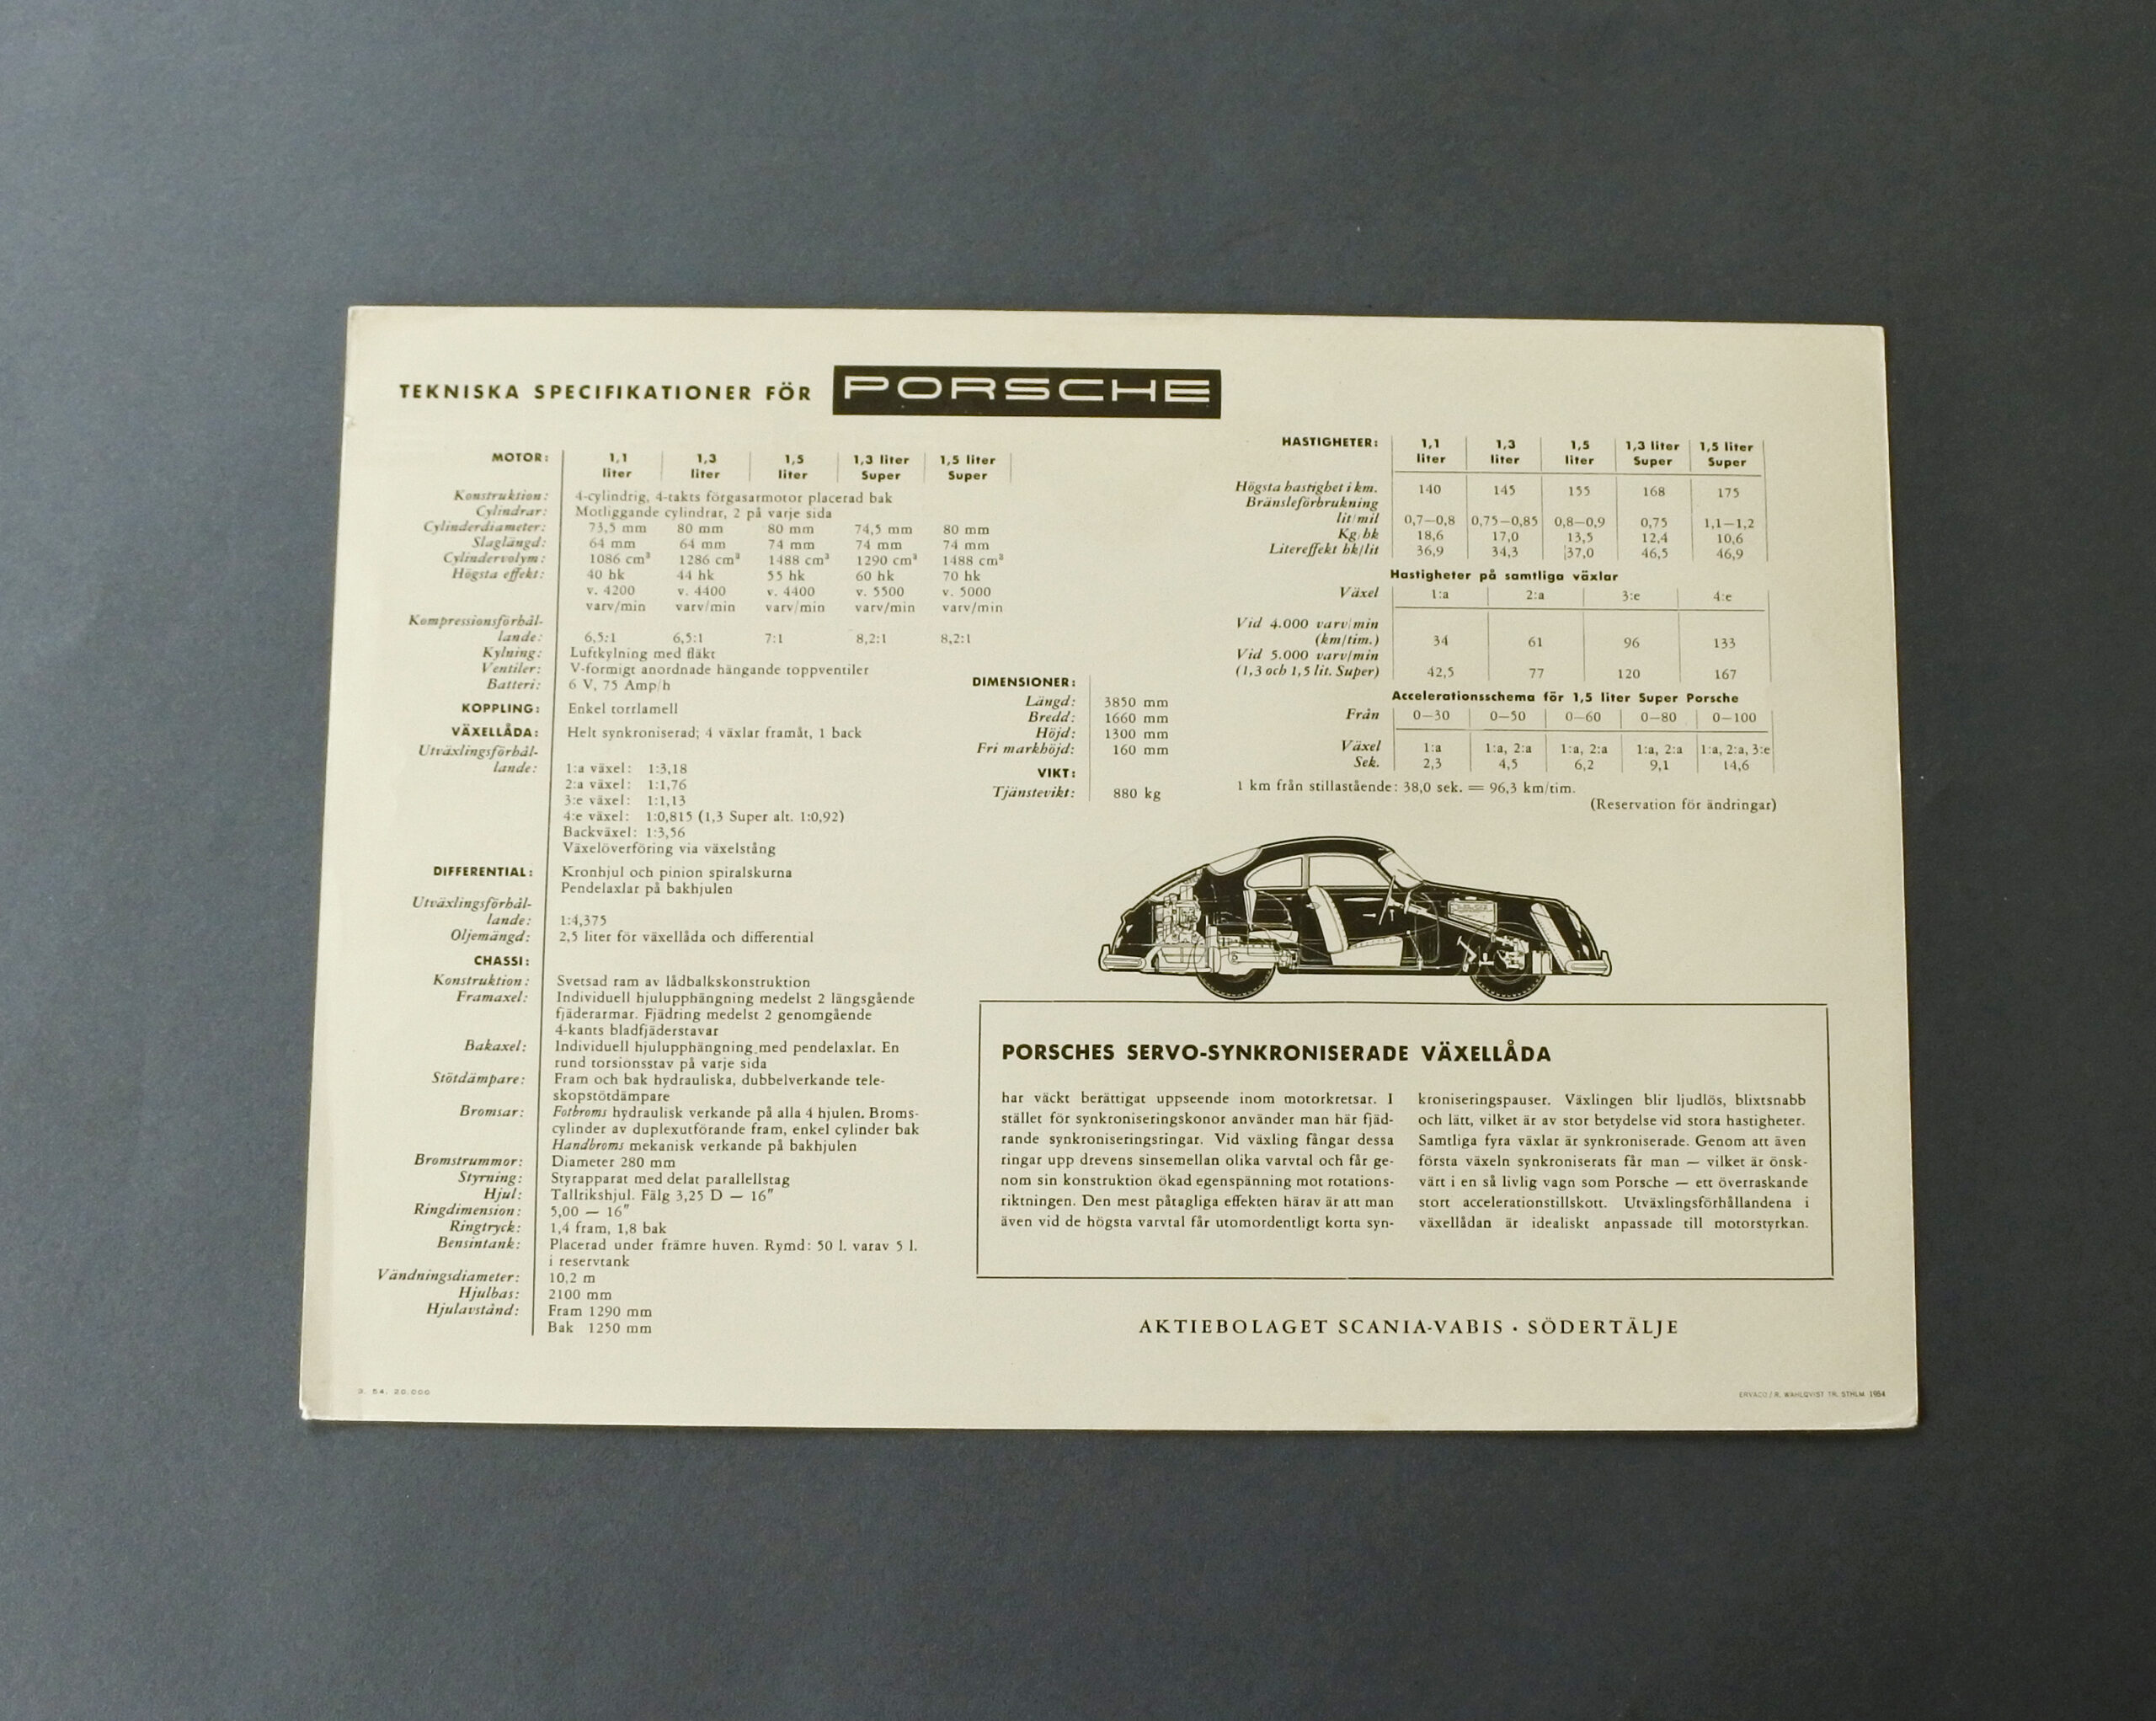 TEKNISKA SPECIFIKATIONER FÖR PORSCHE
MOTOR: 1,1 liter 1,3 liter 1,5 liter 1,3 liter Super 1,5 liter Super
Konstruktion: 4-cylindrig, 4-takts förgasarmotor placerad bak
Cylindrar: Motliggande cylindrar, 2 på varje sida
Cylinderdiameter: 73,5 mm 80 mm 80 mm 74,5 mm 80 mm
Slaglängd: 64 mm 64 mm 74 mm 74 mm 74 mm
Cylindervolym: 1086 cm³ 1286 cm³ 1488 cm³ 1290 cm³ 1488 cm³
Högsta effekt: 40 hk 44 hk 55 hk 60 hk 70 hk
v. 4200 v. 4400 v. 4400 v. 5500 v. 5000
varv/min varv/min varv/min varv/min varv/min
Kompressionsförhål-
lande: 6,5:1 6,5:1 7:1 8,2:1 8,2:1
Kylning: Luftkylning med fläkt
Ventiler: V-formigt anordnade hängande toppventiler
Batteri: 6 V, 75 Amp/h
KOPPLING: Enkel torrlamell
VÄXELLÅDA: Helt synkroniserad; 4 växlar framåt, 1 back
Utväxlingsförhål-
lande: 1:a växel: 1:3,18
2:a växel: 1:1,76
3:e växel: 1:1,13
4:e växel: 1:0,815 (1,3 Super alt. 1:0,92)
Backväxel: 1:3,56
Växelöverföring via växelstång
DIFFERENTIAL: Kronhjul och pinion spiralskurna
Pendelaxlar på bakhjulen
Utväxlingsförhål-
lande: 1:4,375
Oljemängd: 2,5 liter för växellåda och differential
CHASSI:
Konstruktion: Svetsad ram av lådbalkskonstruktion
Framaxel: Individuell hjulupphängning medelst 2 längsgående
fjäderarmar. Fjädring medelst 2 genomgående
4-kants bladfjäderstavar
Bakaxel: Individuell hjulupphängning med pendelaxlar. En
rund torsionsstav på varje sida
Stötdämpare: Fram och bak hydrauliska, dubbelverkande tele-
skopstötdämpare
Bromsar: Fotbroms hydraulisk verkande på alla 4 hjulen. Broms-
cylinder av duplexutförande fram, enkel cylinder bak
Handbroms mekanisk verkande på bakhjulen
Bromstrummor: Diameter 280 mm
Styrning: Styrapparat med delat parallellstag
Hjul: Tallrikshjul. Fälg 3,25 D — 16"
Ringdimension: 5,00 — 16"
Ringtryck: 1,4 fram, 1,8 bak
Bensintank: Placerad under främre huven. Rymd: 50 l. varav 5 l.
i reservtank
Vändningsdiameter: 10,2 m
Hjulbas: 2100 mm
Hjulavstånd: Fram 1290 mm
Bak 1250 mm
DIMENSIONER:
Längd: 3850 mm
Bredd: 1660 mm
Höjd: 1300 mm
Fri markhöjd: 160 mm
VIKT:
Tjänstevikt: 880 kg
HASTIGHETER: 1,1 liter 1,3 liter 1,5 liter 1,3 liter Super 1,5 liter Super
Högsta hastighet i km. 140 145 155 168 175
Bränsleförbrukning
lit/mil 0,7—0,8 0,75—0,85 0,8—0,9 0,75 1,1—1,2
Kg/hk 18,6 17,0 13,5 12,4 10,6
Litereffekt hk/lit 36,9 34,3 37,0 46,5 46,9
Hastigheter på samtliga växlar
Växel 1:a 2:a 3:e 4:e
Vid 4.000 varv/min
(km/tim.) 34 61 96 133
Vid 5.000 varv/min
(1,3 och 1,5 lit. Super) 42,5 77 120 167
Accelerationsschema för 1,5 liter Super Porsche
Från 0—30 0—50 0—60 0—80 0—100
Växel 1:a 1:a, 2:a 1:a, 2:a 1:a, 2:a 1:a, 2:a, 3:e
Sek. 2,3 4,5 6,2 9,1 14,6
1 km från stillastående: 38,0 sek. = 96,3 km/tim.
(Reservation för ändringar)
PORSCHES SERVO-SYNKRONISERADE VÄXELLÅDA
har väckt berättigat uppseende inom motorkretsar. I
stället för synkroniseringskonor använder man här fjäd-
rande synkroniseringsringar. Vid växling fångar dessa
ringar upp drevens sinsemellan olika varvtal och får ge-
nom sin konstruktion ökad egenspänning mot rotations-
riktningen. Den mest påtagliga effekten härav är att man
även vid de högsta varvtal får utomordentligt korta syn-
kroniseringspauser. Växlingen blir ljudlös, blixtsnabb
och lätt, vilket är av stor betydelse vid stora hastigheter.
Samtliga fyra växlar är synkroniserade. Genom att även
första växeln synkroniserats får man — vilket är önsk-
värt i en så livlig vagn som Porsche — ett överraskande
stort accelerationstillskott. Utväxlingsförhållandena i
växellådan är idealiskt anpassade till motorstyrkan.
AKTIEBOLAGET SCANIA-VABIS · SÖDERTÄLJE
3. 54. 20.000
ERVACO / R. WAHLQVIST TR. STHLM 1954